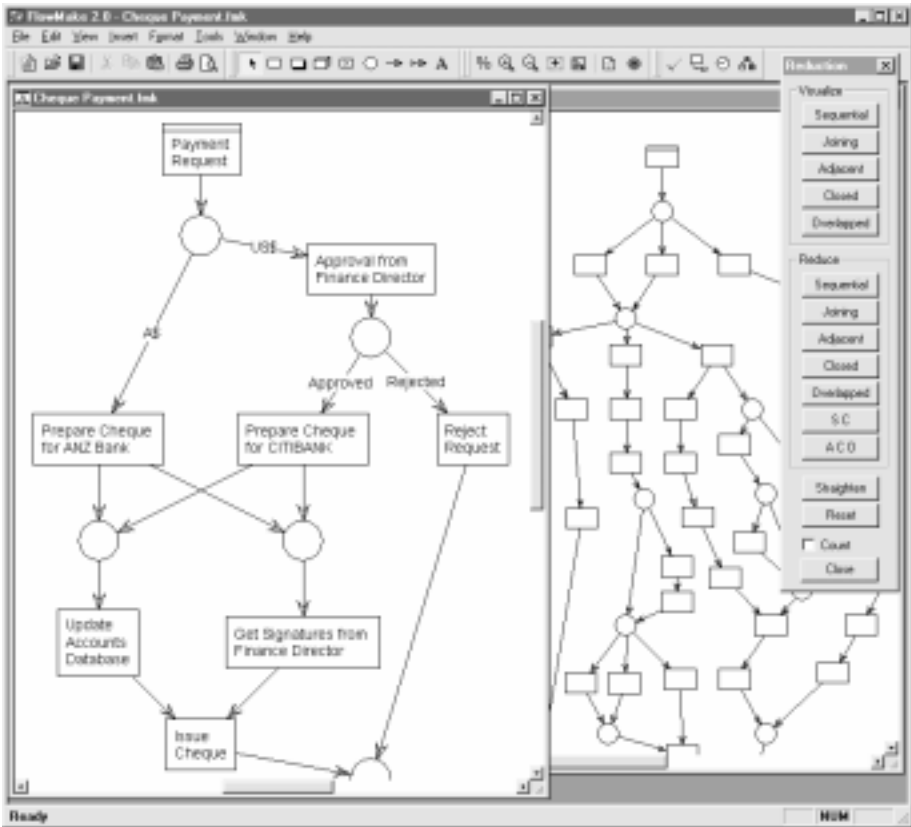 FlowMake 2.0 - Cheque Payment.fmk
File Edit View Insert Format Tools Window Help
Cheque Payment.fmk
Payment
Request
US$
Approval from
Finance Director
A$
Approved Rejected
Prepare Cheque
for ANZ Bank
Prepare Cheque
for CITIBANK
Reject
Request
Update
Accounts
Database
Get Signatures from
Finance Director
Issue
Cheque
Reduction
Visualize
Sequential
Joining
Adjacent
Closed
Overlapped
Reduce
Sequential
Joining
Adjacent
Closed
Overlapped
S C
A C O
Straighten
Reset
Count
Close
Ready
NUM